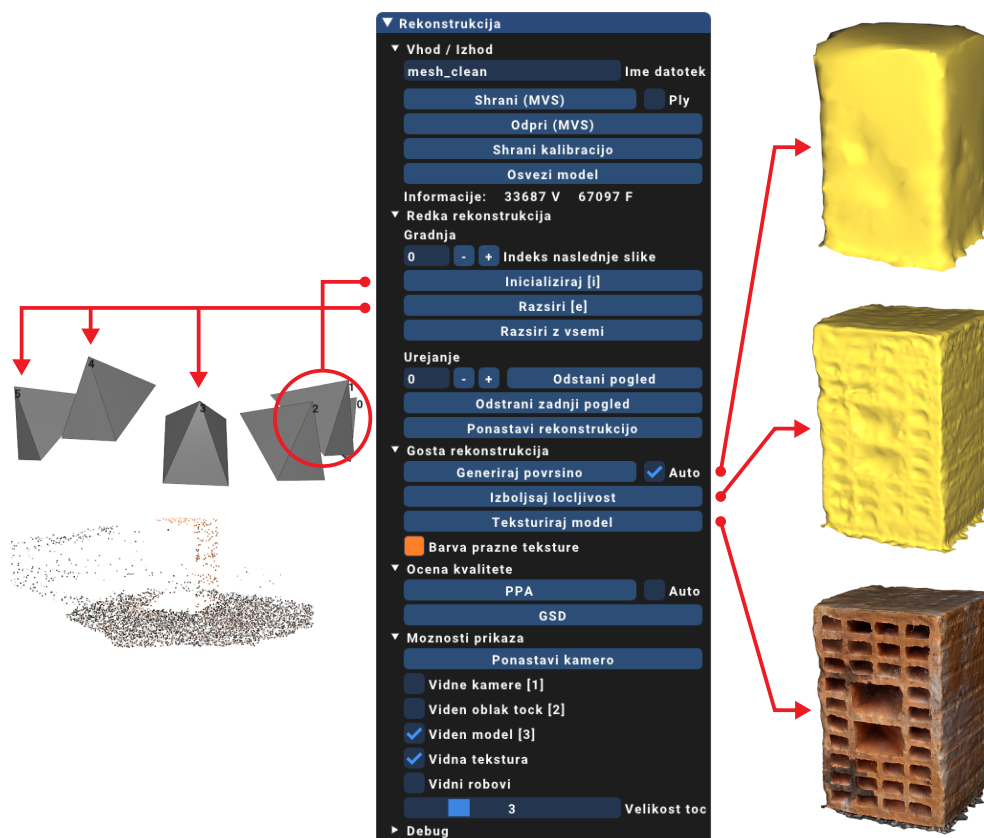 Rekonstrukcija
Vhod / Izhod
mesh_clean Ime datotek
Shrani (MVS) Ply
Odpri (MVS)
Shrani kalibracijo
Osvezi model
Informacije: 33687 V 67097 F
Redka rekonstrukcija
Gradnja
0 - + Indeks naslednje slike
Inicializiraj [i]
Razsiri [e]
Razsiri z vsemi
Urejanje
0 - + Odstani pogled
Odstrani zadnji pogled
Ponastavi rekonstrukcijo
Gosta rekonstrukcija
Generiraj povrsino Auto
Izboljsaj locljivost
Teksturiraj model
Barva prazne teksture
Ocena kvalitete
PPA Auto
GSD
Moznosti prikaza
Ponastavi kamero
Vidne kamere [1]
Viden oblak tock [2]
Viden model [3]
Vidna tekstura
Vidni robovi
3 Velikost toc
Debug
5
4
3
2
1
0